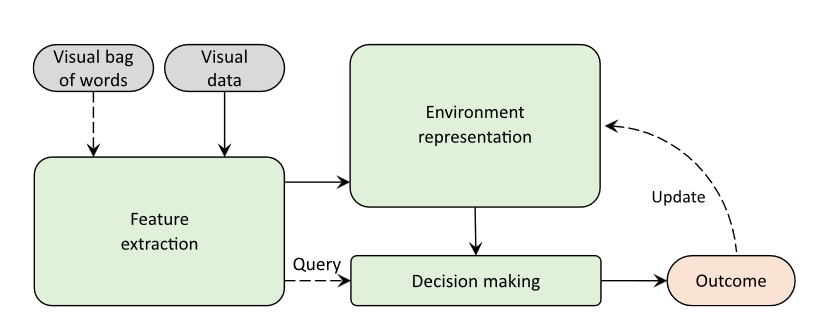 Visual bag
of words
Visual
data
Environment
representation
Feature
extraction
Update
Query
Decision making
Outcome